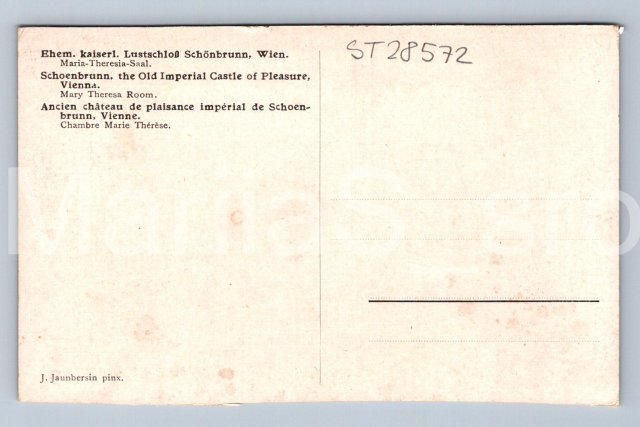 Ehem. kaiserl. Lustschloß Schönbrunn, Wien.
Maria-Theresia-Saal.
Schoenbrunn, the Old Imperial Castle of Pleasure,
Vienna.
Mary Theresa Room.
Ancien château de plaisance impérial de Schoen-
brunn, Vienne.
Chambre Marie Thérèse.
ST28572
MariiaS_sro
J. Jaunbersin pinx.